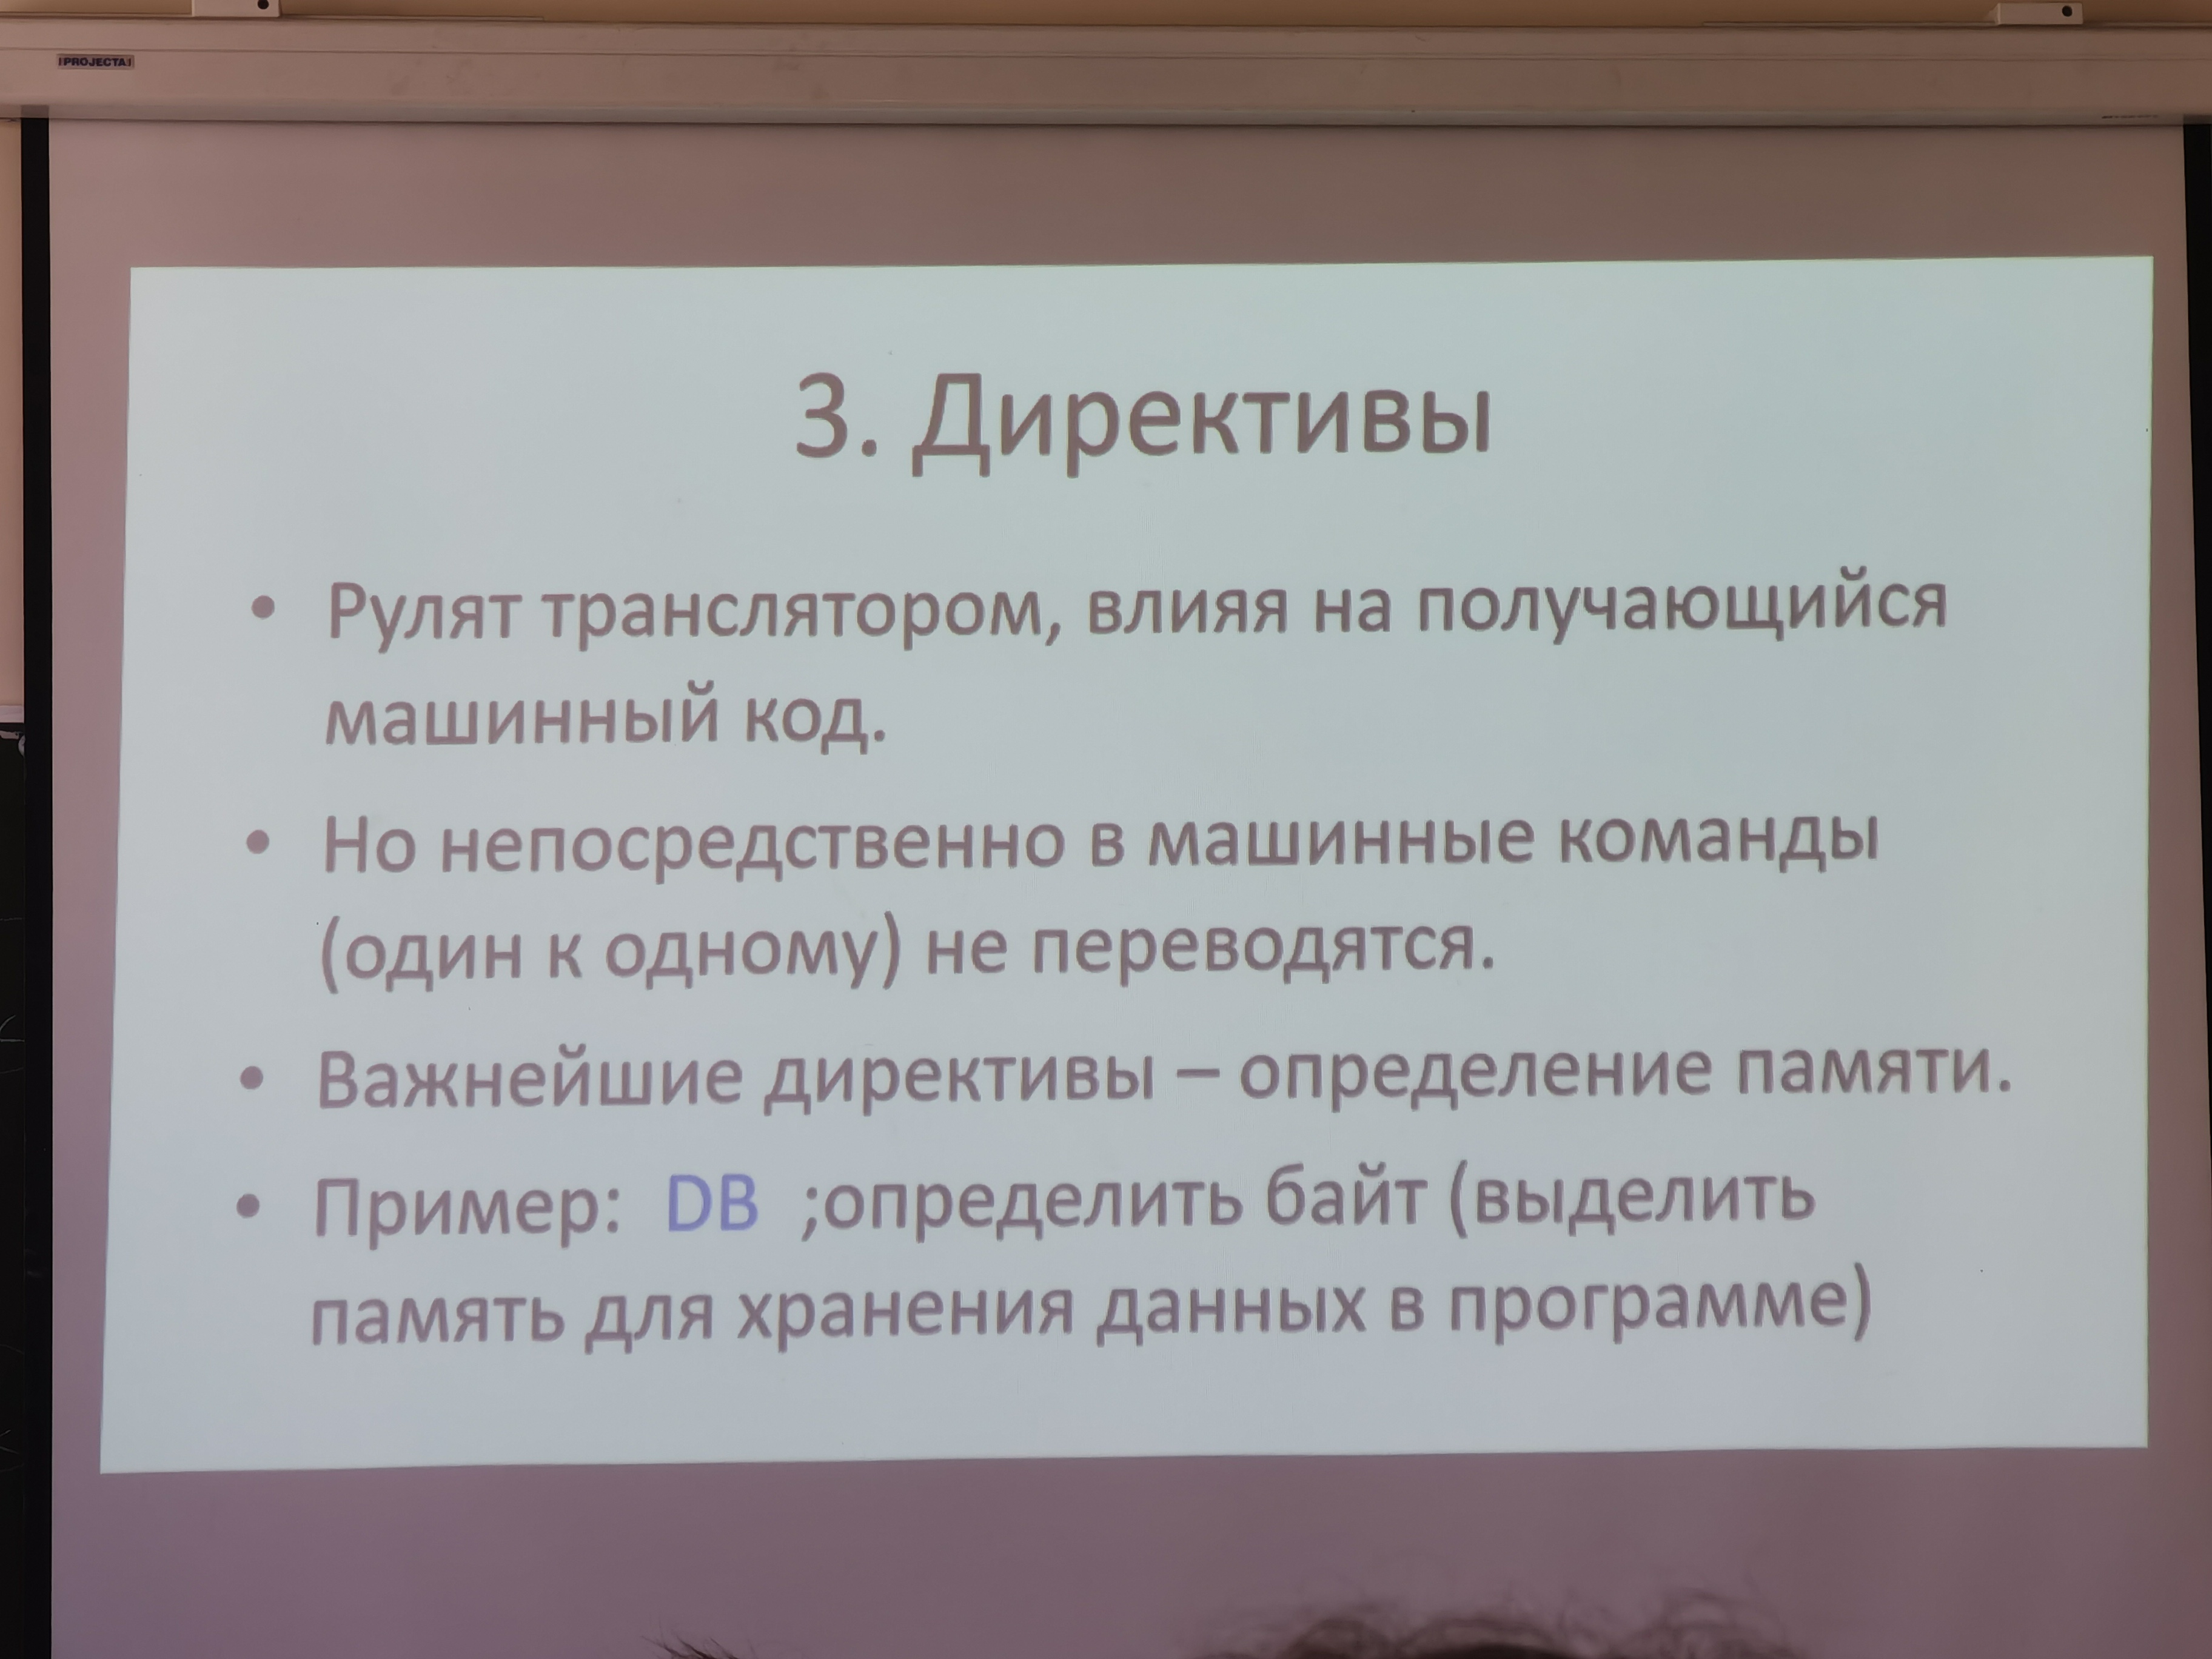 PROJECTA
3. Директивы
• Рулят транслятором, влияя на получающийся
машинный код.
• Но непосредственно в машинные команды
(один к одному) не переводятся.
• Важнейшие директивы – определение памяти.
• Пример: DB ;определить байт (выделить
память для хранения данных в программе)